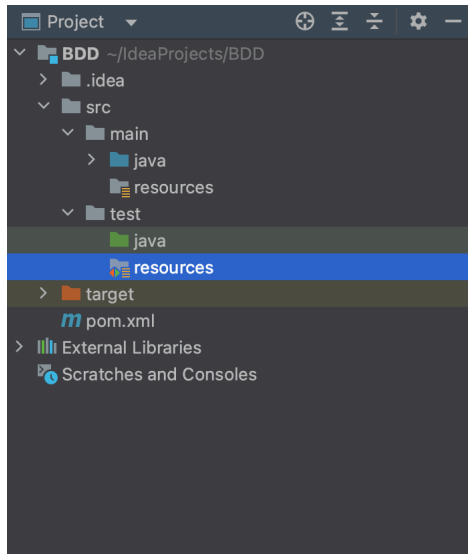 Project
BDD ~/IdeaProjects/BDD
.idea
src
main
java
resources
test
java
resources
target
m pom.xml
External Libraries
Scratches and Consoles